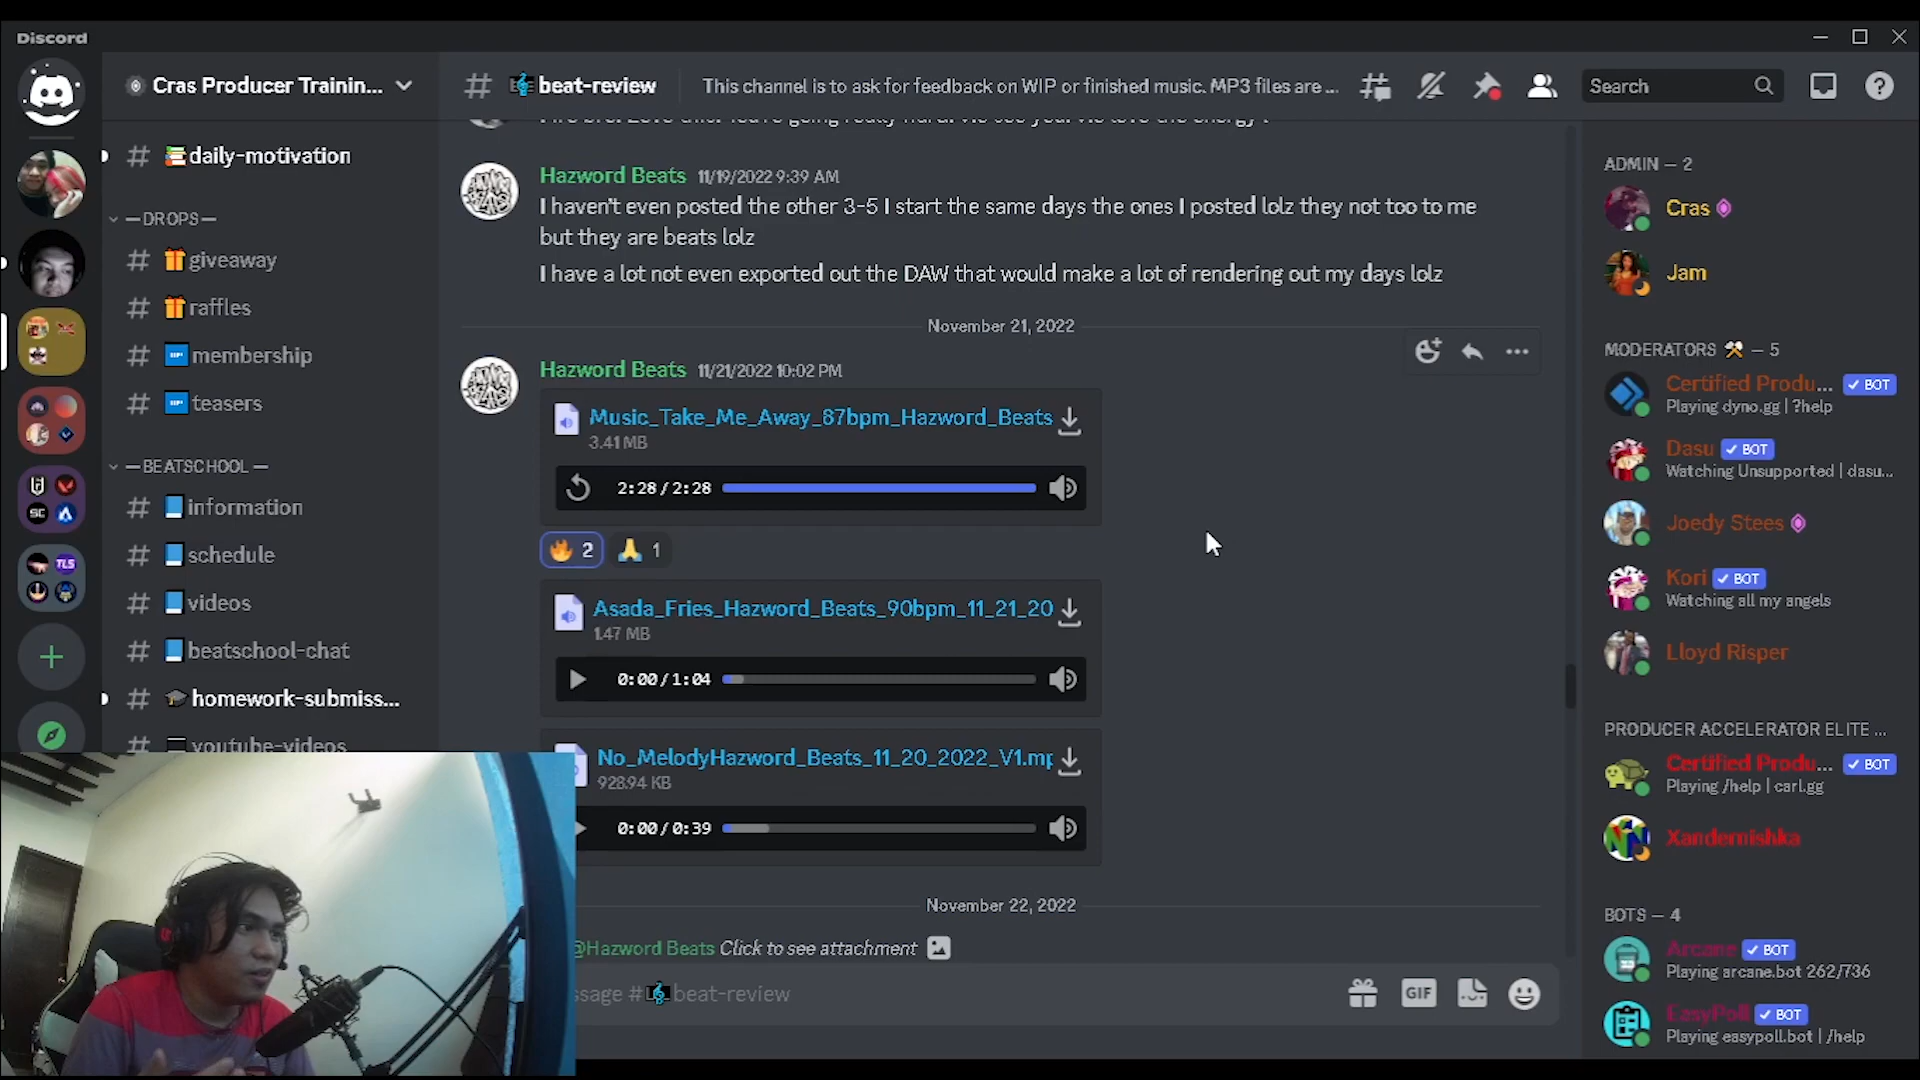 Discord
Cras Producer Trainin...
beat-review
This channel is to ask for feedback on WIP or finished music. MP3 files are ...
Search
daily-motivation
—DROPS—
giveaway
raffles
membership
teasers
—BEATSCHOOL—
information
schedule
videos
beatschool-chat
homework-submiss...
youtube-videos
Hazword Beats 11/19/2022 9:39 AM
I haven't even posted the other 3-5 I start the same days the ones I posted lolz they not too to me
but they are beats lolz
I have a lot not even exported out the DAW that would make a lot of rendering out my days lolz
November 21, 2022
Hazword Beats 11/21/2022 10:02 PM
Music_Take_Me_Away_87bpm_Hazword_Beats
3.41 MB
2:28/2:28
2 1
Asada_Fries_Hazword_Beats_90bpm_11_21_20
1.47 MB
0:00/1:04
No_MelodyHazword_Beats_11_20_2022_V1.mp
928.94 KB
0:00/0:39
November 22, 2022
@Hazword Beats Click to see attachment
ssage # beat-review
GIF
ADMIN — 2
Cras
Jam
MODERATORS — 5
Certified Produ... BOT
Playing dyno.gg | ?help
Dasu BOT
Watching Unsupported | dasu...
Joedy Stees
Kori BOT
Watching all my angels
Lloyd Risper
PRODUCER ACCELERATOR ELITE ...
Certified Produ... BOT
Playing /help | carl.gg
Xandernishka
BOTS — 4
Arcane BOT
Playing arcane.bot 262/736
EasyPoll BOT
Playing easypoll.bot | /help
SC
TLS